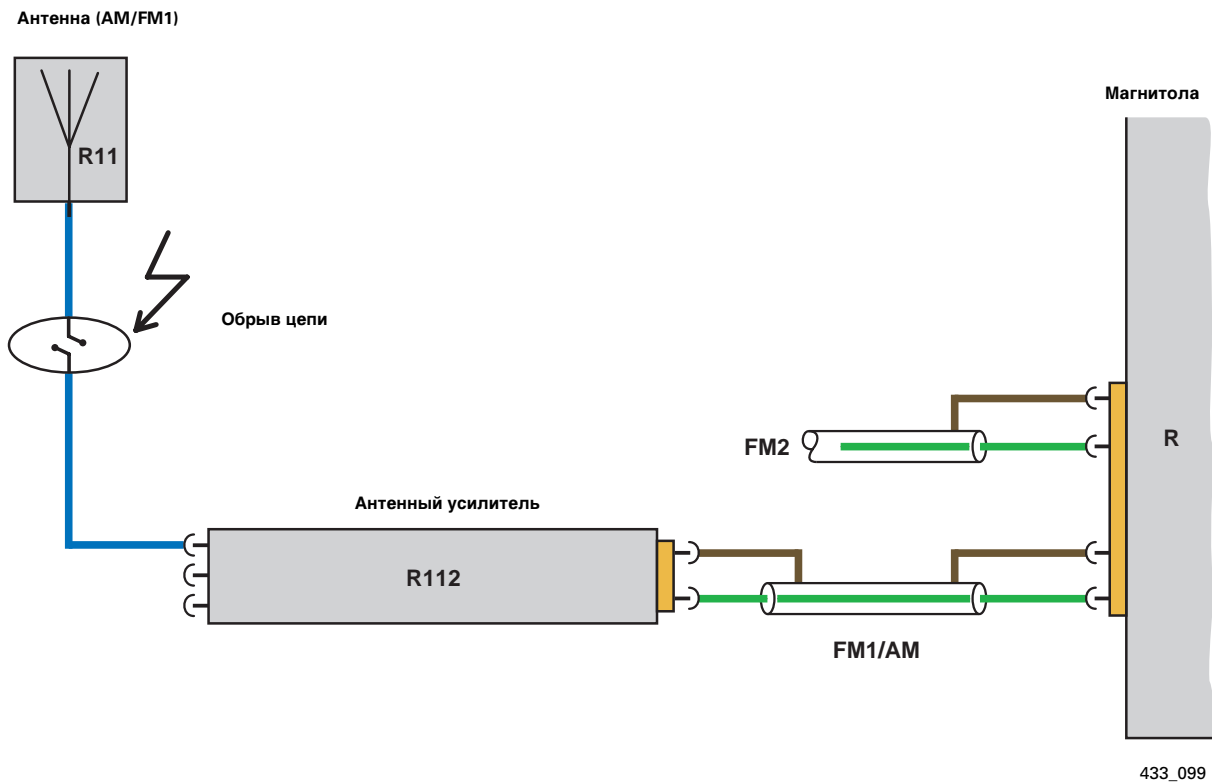 Антенна (AM/FM1)
Магнитола
R11
Обрыв цепи
FM2
R
Антенный усилитель
R112
FM1/AM
433_099